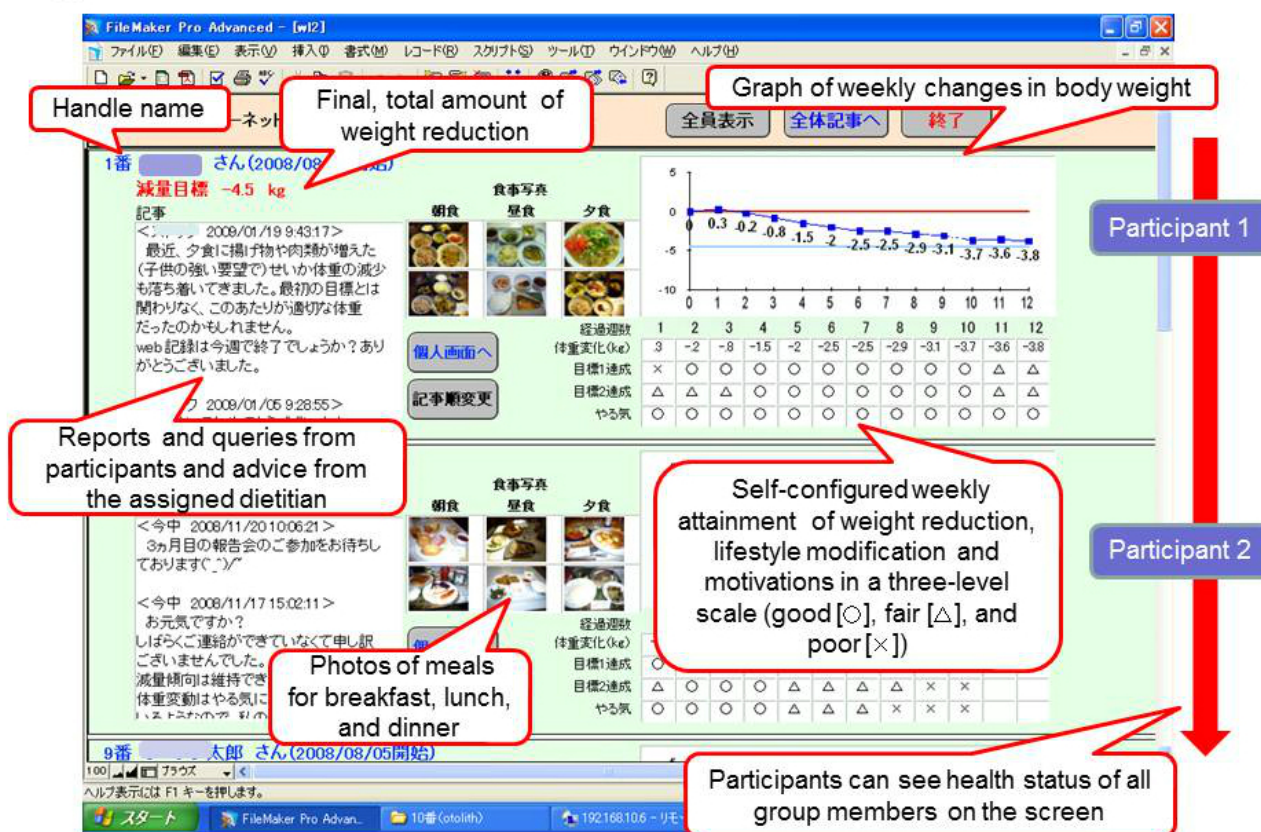 FileMaker Pro Advanced - [wl2]
ファイル(F) 編集(E) 表示(V) 挿入(I) 書式(M) レコード(R) スクリプト(S) ツール(T) ウインドウ(W) ヘルプ(H)
Handle name
Final, total amount of
weight reduction
Graph of weekly changes in body weight
ーネッ
全員表示 全体記事へ 終了
1番 さん(2008/08
減量目標 -4.5 kg
記事
2009/01/19 9:43:17>
最近、夕食に揚げ物や肉類が増えた
(子供の強い要望で)せいか体重の減少
も落ち着いてきました。最初の目標とは
関わりなく、このあたりが適切な体重
だったのかもしれません。
web記録は今週で終了でしょうか?あり
がとうございました。
2009/01/05 9:28:55>
食事写真
朝食 昼食 夕食
個人画面へ
記事順変更
5
0
-5
-10
0 0.3 -0.2 -0.8 -1.5 -2 -2.5 -2.5 -2.9 -3.1 -3.7 -3.6 -3.8
0 1 2 3 4 5 6 7 8 9 10 11 12
経過週数 1 2 3 4 5 6 7 8 9 10 11 12
体重変化(kg) .3 -.2 -.8 -1.5 -2 -2.5 -2.5 -2.9 -3.1 -3.7 -3.6 -3.8
目標1達成 × ○ ○ ○ ○ ○ ○ ○ ○ ○ △ △
目標2達成 △ △ △ ○ ○ ○ ○ ○ ○ ○ △ △
やる気 ○ ○ ○ ○ ○ ○ ○ ○ ○ ○ ○ ○
Participant 1
Reports and queries from
participants and advice from
the assigned dietitian
<今中 2008/11/20 10:06:21>
3ヵ月目の報告会のご参加をお待ちし
ております(^_^)/~
<今中 2008/11/17 15:02:11>
お元気ですか?
しばらくご連絡ができていなくて申し訳
ございませんでした。
減量傾向は維持でき
体重変動はやる気に
食事写真
朝食 昼食 夕食
Photos of meals
for breakfast, lunch,
and dinner
Self-configured weekly
attainment of weight reduction,
lifestyle modification and
motivations in a three-level
scale (good [○], fair [△], and
poor [×])
経過週数
体重変化(kg)
目標1達成 ○
目標2達成 △ ○ ○ ○ △ △ △ △ × ×
やる気 ○ ○ ○ ○ △ △ △ × × ×
Participant 2
9番 太郎 さん(2008/08/05開始)
Participants can see health status of all
group members on the screen
100 ブラウズ
ヘルプ表示には F1 キーを押します。
スタート FileMaker Pro Advan... 10番(otolith) 192.168.10.6 - リモ